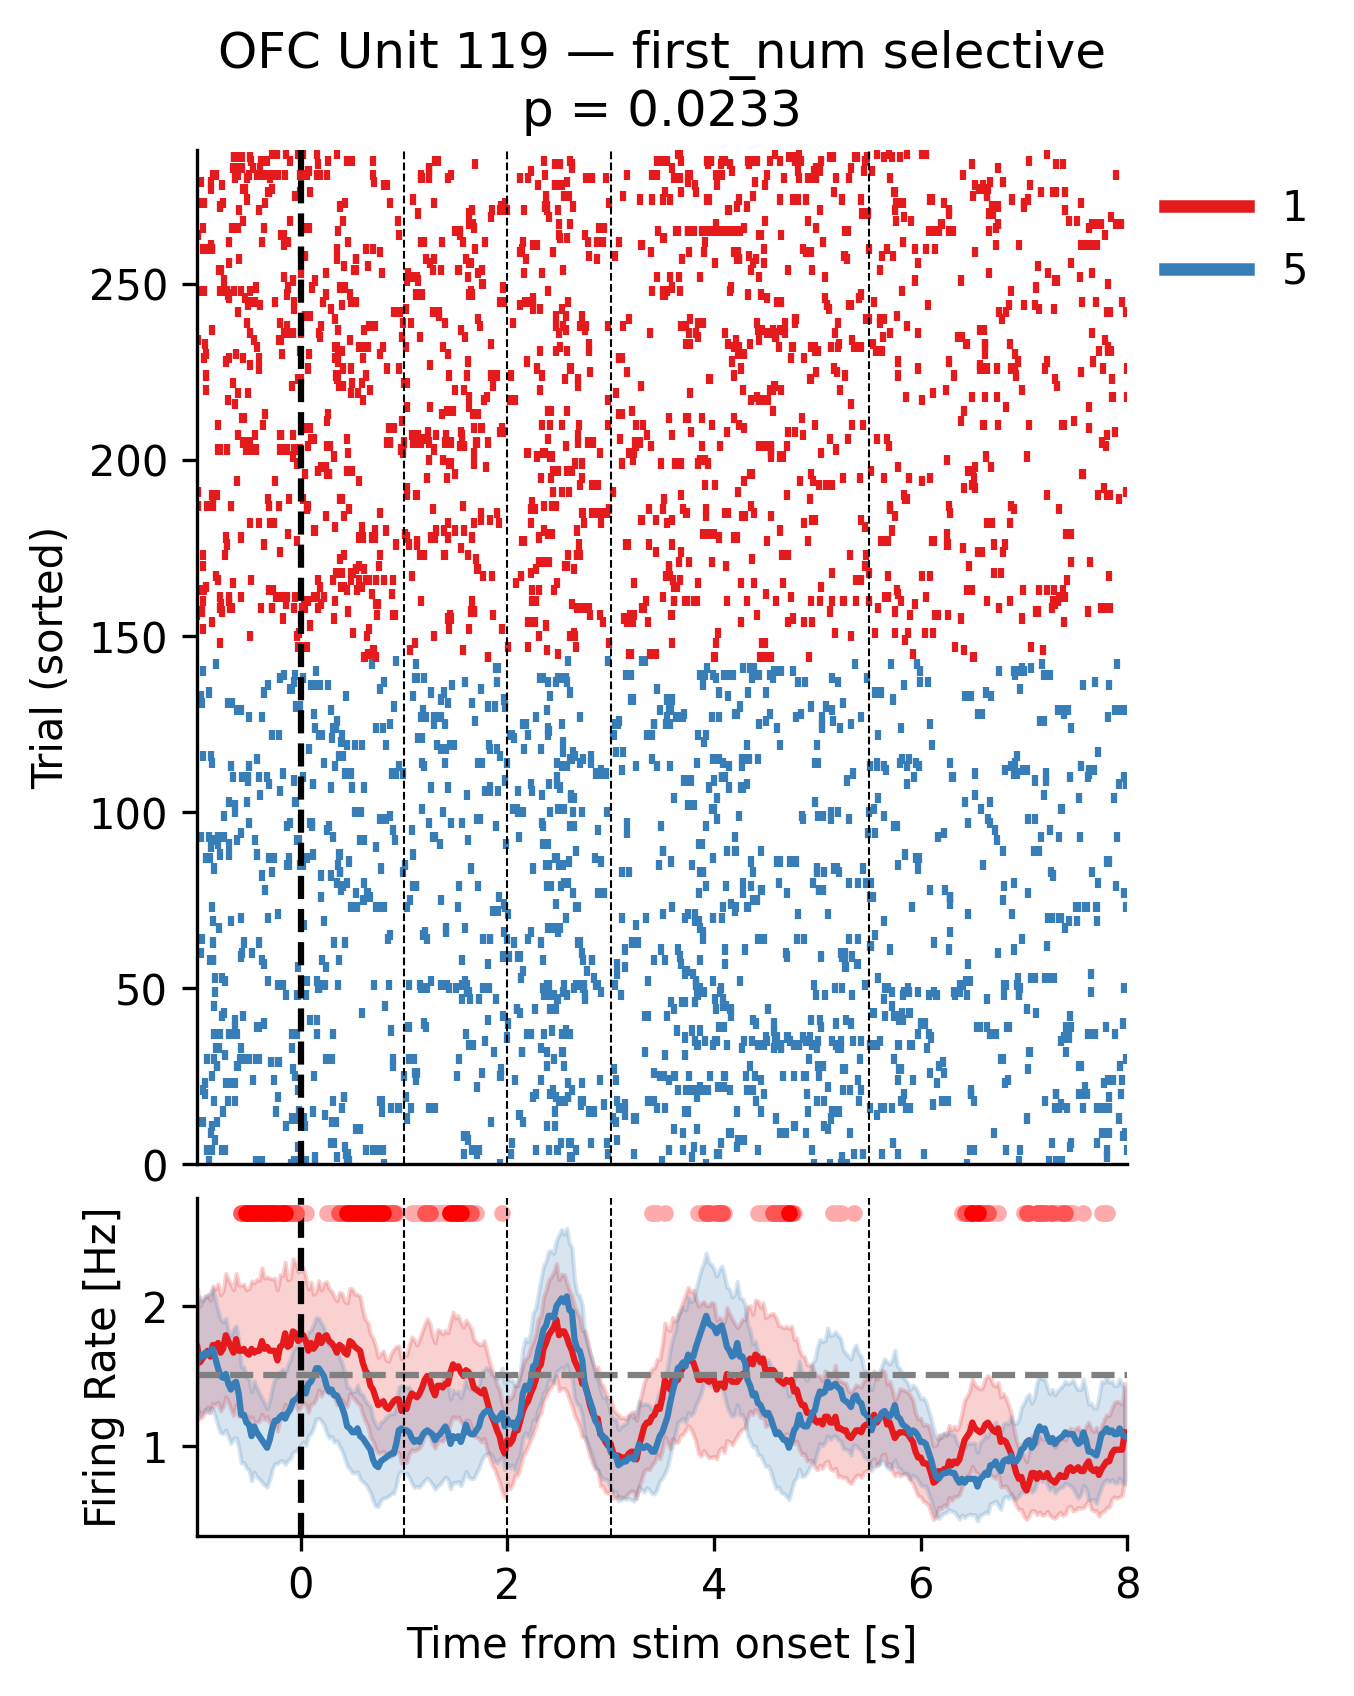 OFC Unit 119 — first_num selective
p = 0.0233
1
5
Trial (sorted)
250
200
150
100
50
0
Firing Rate [Hz]
2
1
0 2 4 6 8
Time from stim onset [s]